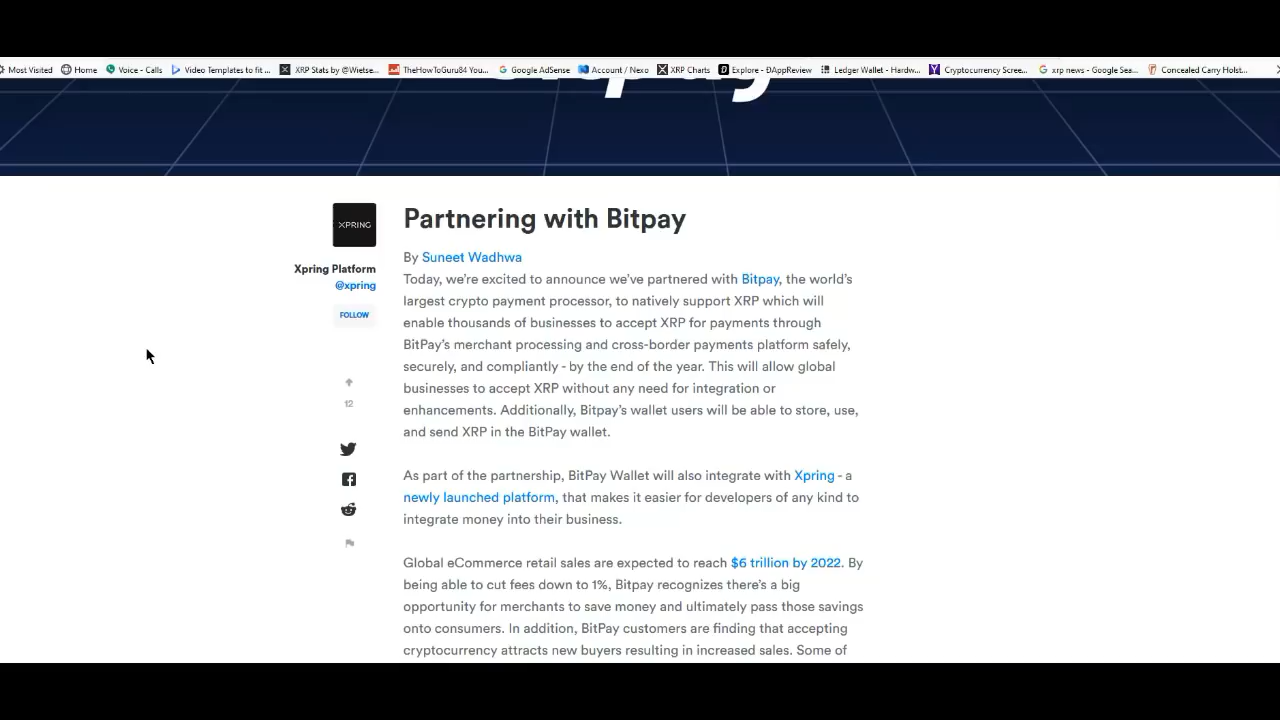 Most Visited Home Voice - Calls Video Templates to fit ... XRP Stats by @Wietse... TheHowToGuru84 You... Google AdSense Account / Nexo XRP Charts Explore - ÐAppReview Ledger Wallet - Hardw... Cryptocurrency Scree... xrp news - Google Sea... Concealed Carry Holst...
XPRING
Xpring Platform
@xpring
FOLLOW
12
Partnering with Bitpay
By Suneet Wadhwa
Today, we're excited to announce we've partnered with Bitpay, the world's
largest crypto payment processor, to natively support XRP which will
enable thousands of businesses to accept XRP for payments through
BitPay's merchant processing and cross-border payments platform safely,
securely, and compliantly - by the end of the year. This will allow global
businesses to accept XRP without any need for integration or
enhancements. Additionally, Bitpay's wallet users will be able to store, use,
and send XRP in the BitPay wallet.
As part of the partnership, BitPay Wallet will also integrate with Xpring - a
newly launched platform, that makes it easier for developers of any kind to
integrate money into their business.
Global eCommerce retail sales are expected to reach $6 trillion by 2022. By
being able to cut fees down to 1%, Bitpay recognizes there's a big
opportunity for merchants to save money and ultimately pass those savings
onto consumers. In addition, BitPay customers are finding that accepting
cryptocurrency attracts new buyers resulting in increased sales. Some of